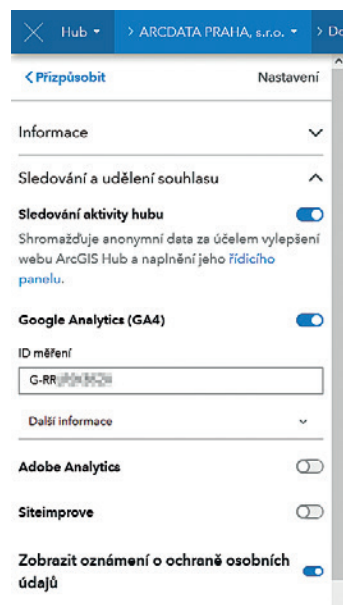 Hub
ARCDATA PRAHA, s.r.o.
Přizpůsobit
Nastavení
Informace
Sledování a udělení souhlasu
Sledování aktivity hubu
Shromažďuje anonymní data za účelem vylepšení
webu ArcGIS Hub a naplnění jeho řídicího
panelu.
Google Analytics (GA4)
ID měření
G-RR
Další informace
Adobe Analytics
Siteimprove
Zobrazit oznámení o ochraně osobních
údajů